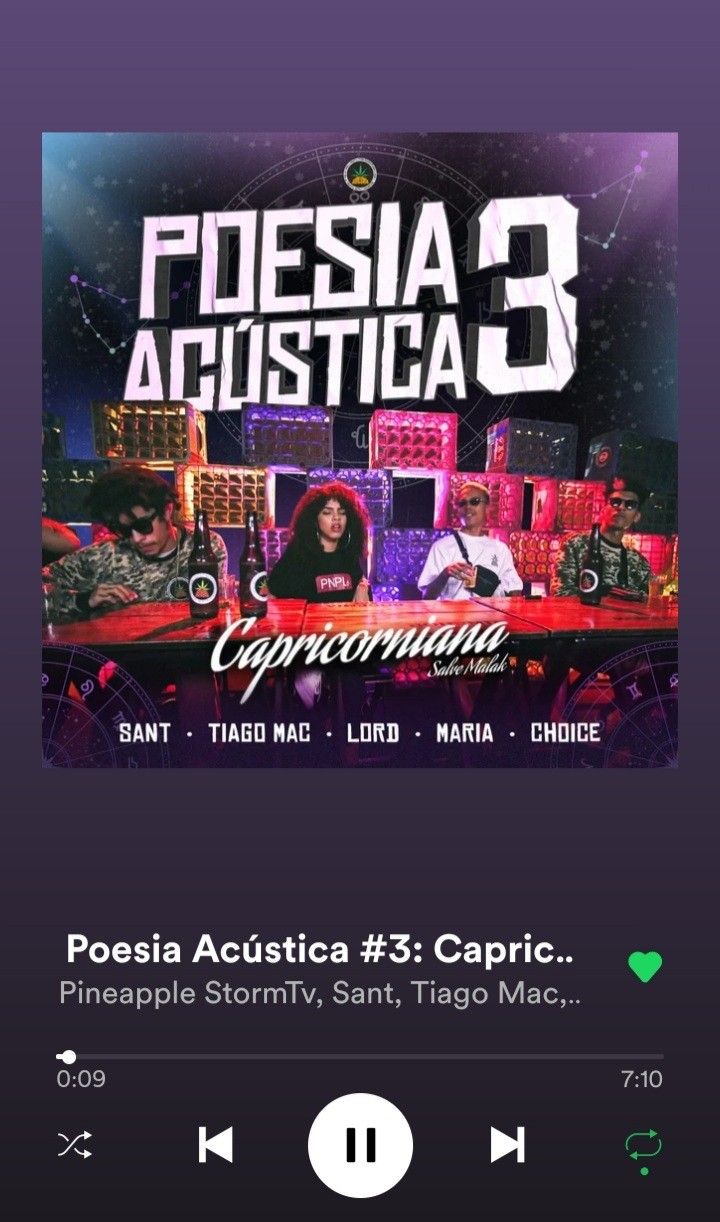 POESIA
ACÚSTICA 3
PNPL
Capricorniana
Salve Malak
SANT · TIAGO MAC · LORD · MARIA · CHOICE
Poesia Acústica #3: Capric..
Pineapple StormTv, Sant, Tiago Mac,..
0:09
7:10